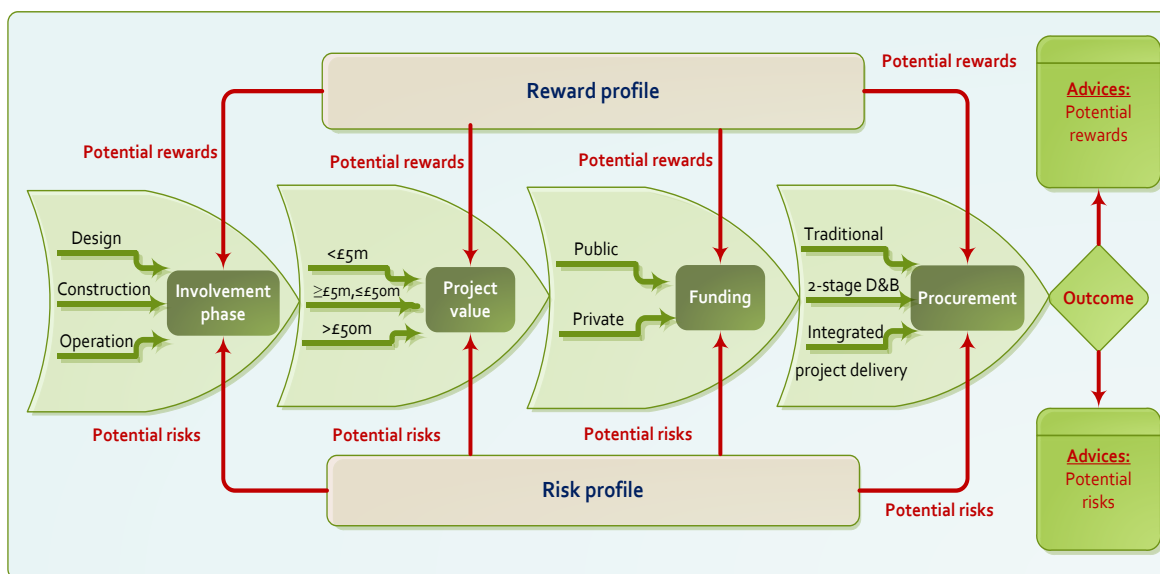 Reward profile
Potential rewards
Potential rewards
Potential rewards
Potential rewards
Advices:
Potential
rewards
Design
Construction
Operation
Involvement
phase
<£5m
≥£5m,≤£50m
>£50m
Project
value
Public
Private
Funding
Traditional
2-stage D&B
Integrated
project delivery
Procurement
Outcome
Potential risks
Potential risks
Potential risks
Potential risks
Risk profile
Advices:
Potential
risks